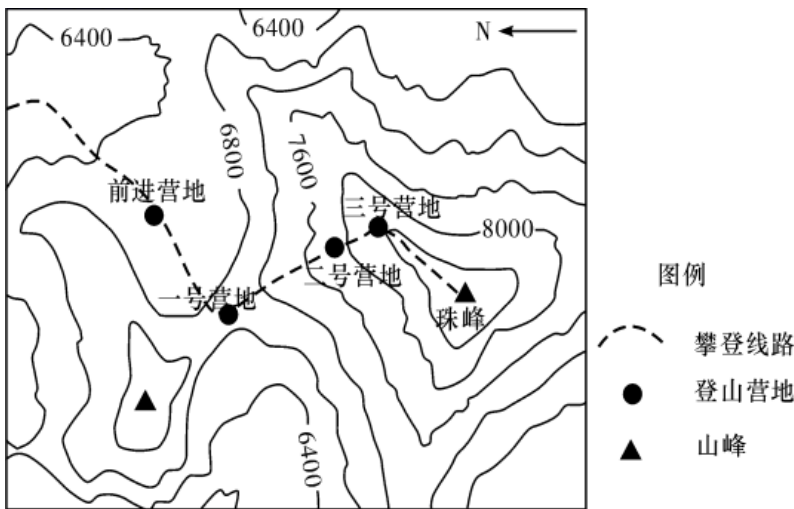 6400
6400
N
6800
7600
前进营地
三号营地
8000
二号营地
一号营地
珠峰
6400
图例
攀登线路
登山营地
山峰